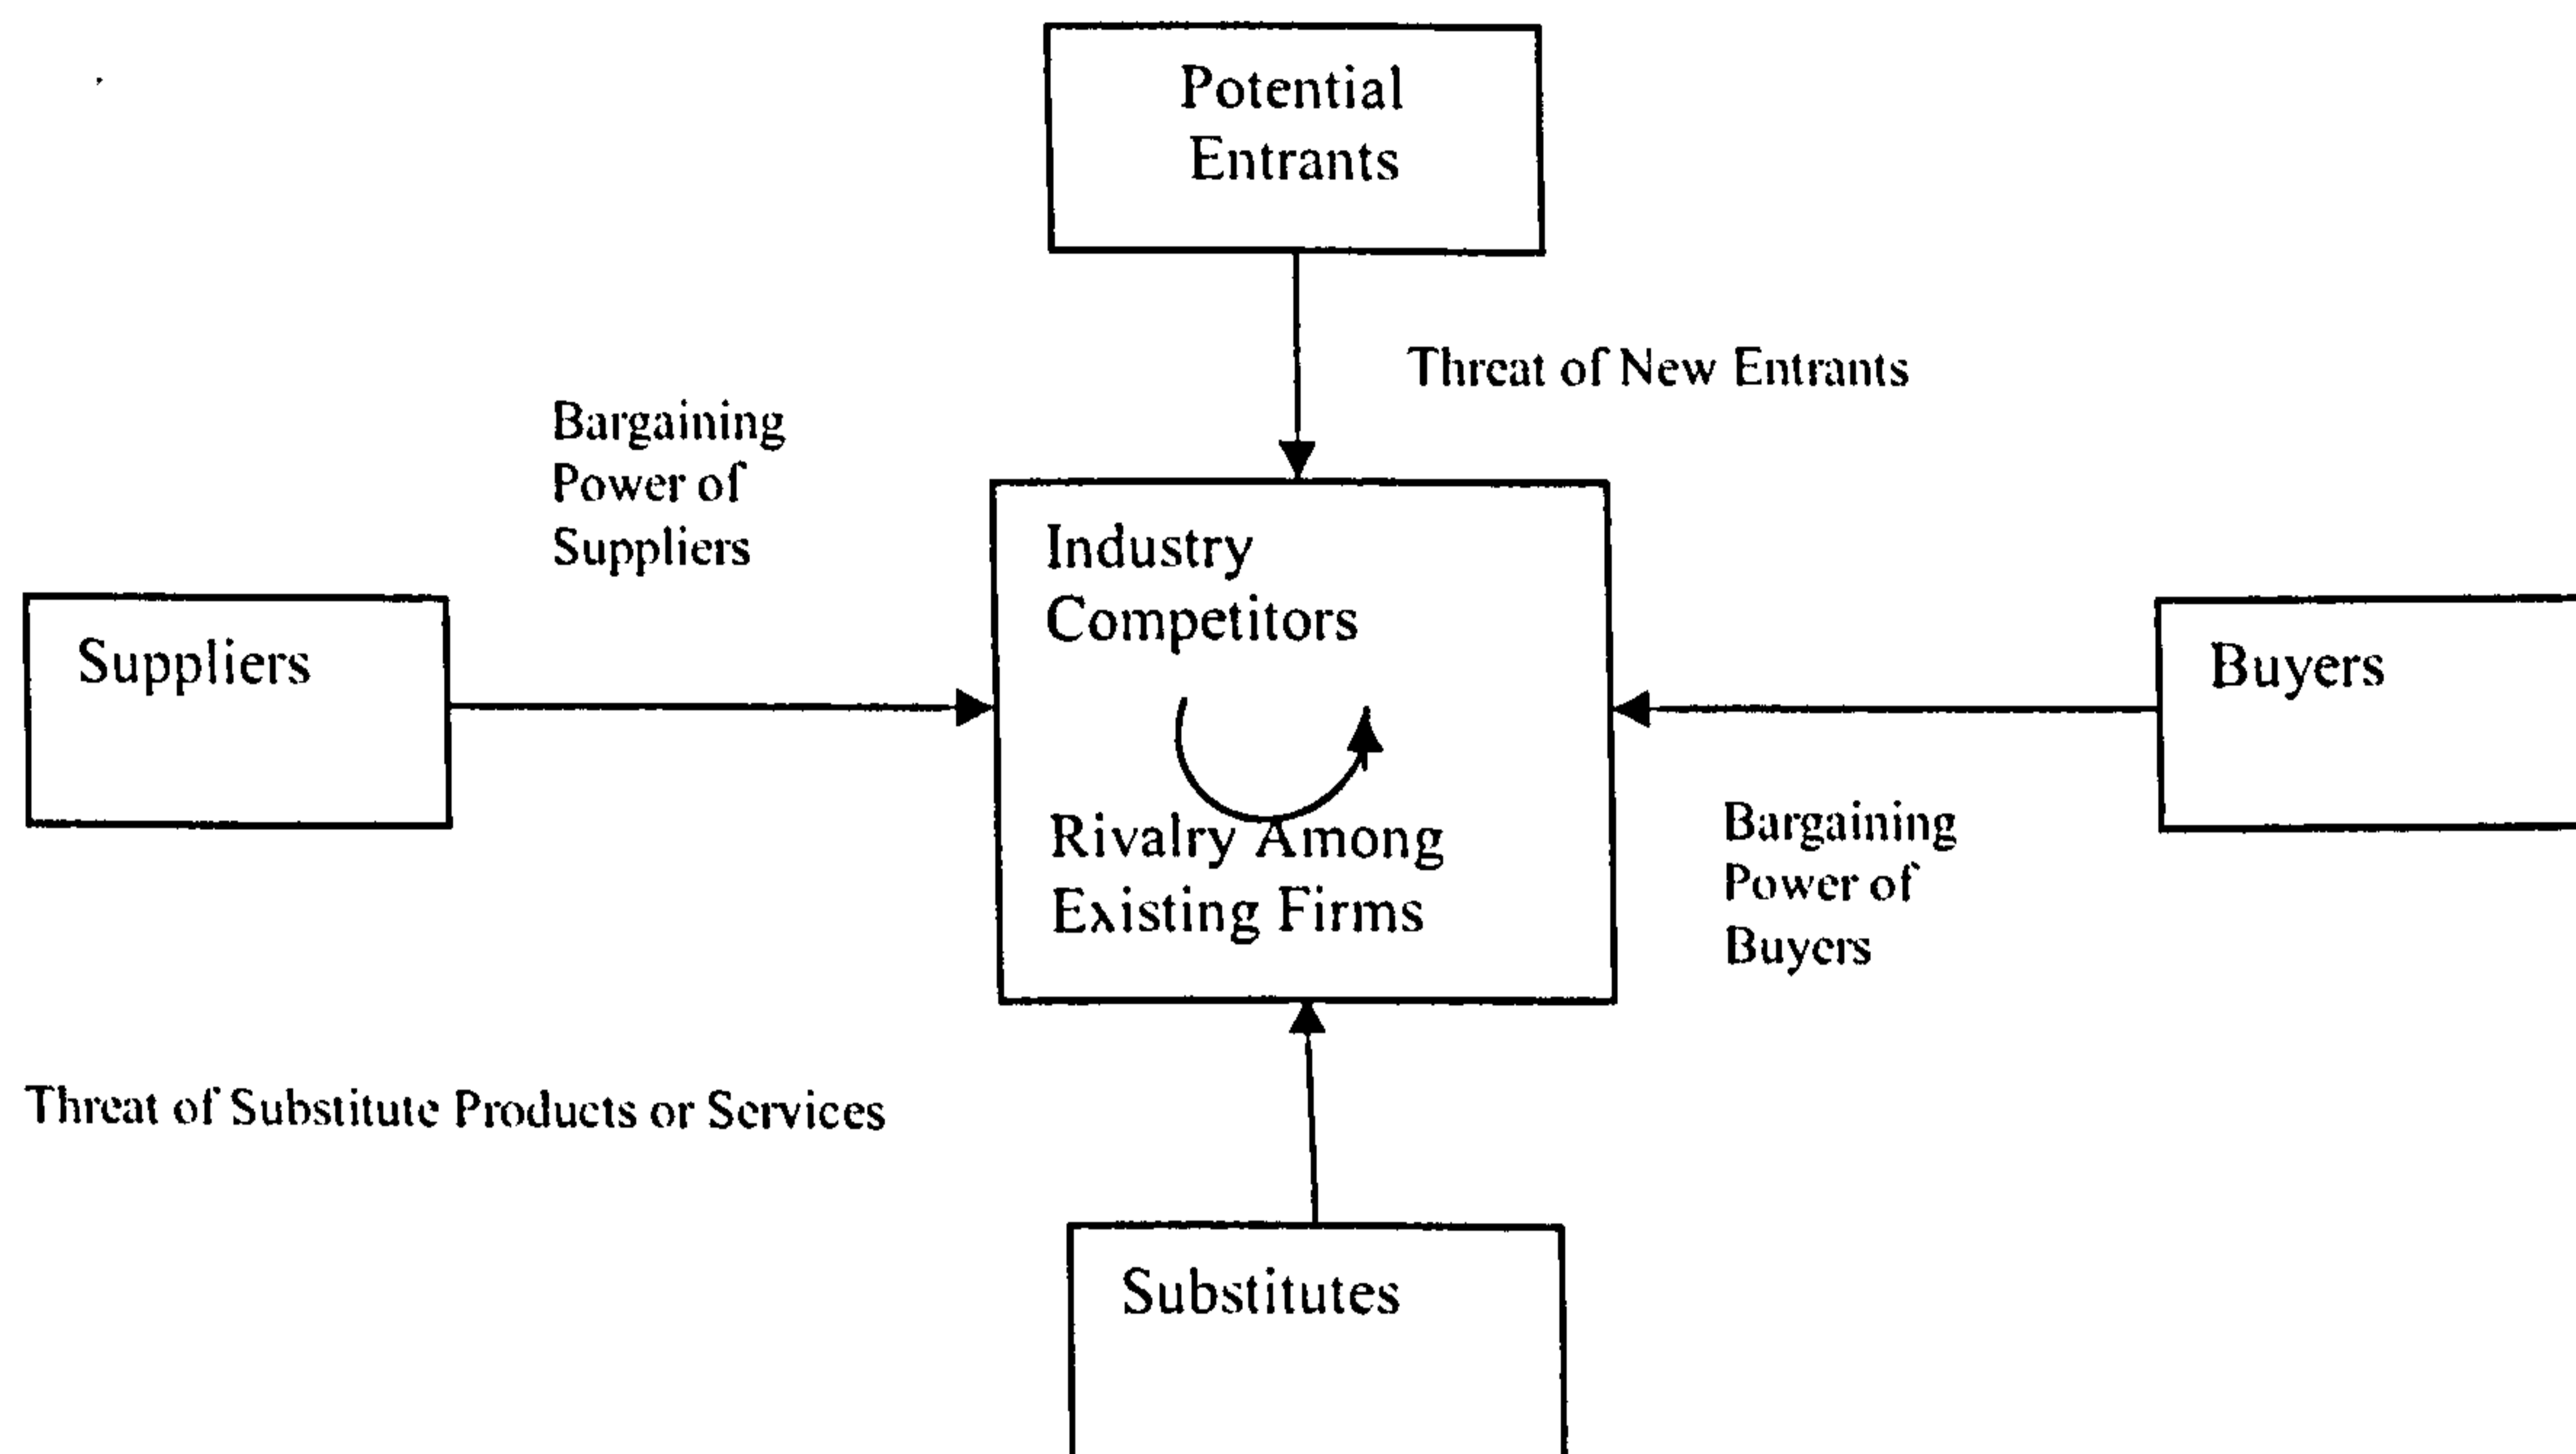 Potential
Entrants
Threat of New Entrants
Bargaining
Power of
Suppliers
Suppliers
Industry
Competitors
Rivalry Among
Existing Firms
Buyers
Bargaining
Power of
Buyers
Threat of Substitute Products or Services
Substitutes